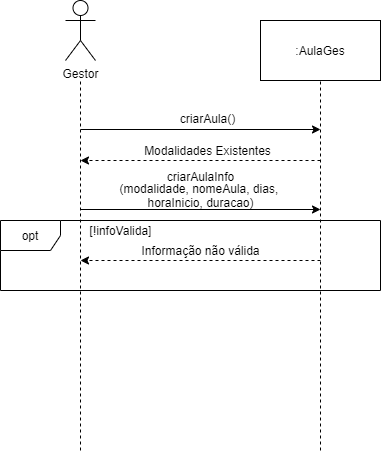 Gestor
:AulaGes
criarAula()
Modalidades Existentes
criarAulaInfo
(modalidade, nomeAula, dias,
horaInicio, duracao)
opt
[!infoValida]
Informação não válida